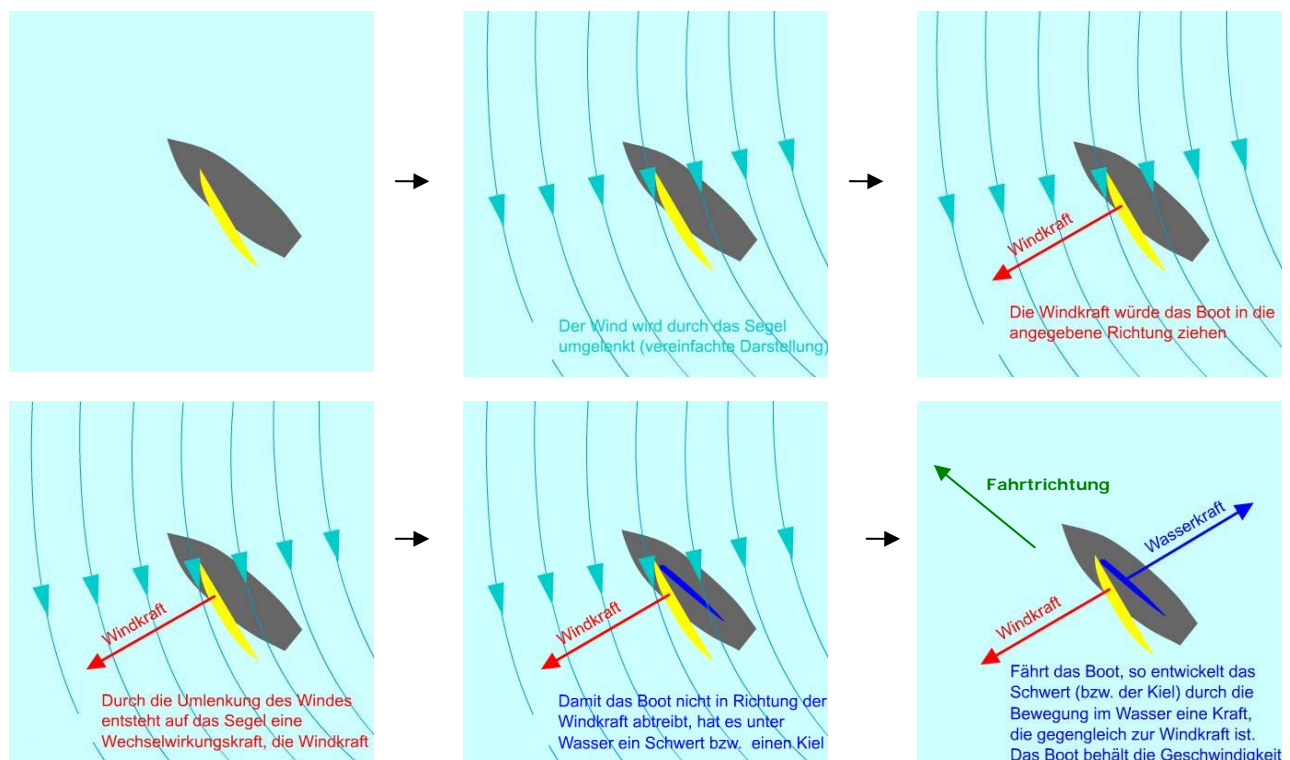 Der Wind wird durch das Segel
umgelenkt (vereinfachte Darstellung)
Windkraft
Die Windkraft würde das Boot in die
angegebene Richtung ziehen
Windkraft
Durch die Umlenkung des Windes
entsteht auf das Segel eine
Wechselwirkungskraft, die Windkraft
Windkraft
Damit das Boot nicht in Richtung der
Windkraft abtreibt, hat es unter
Wasser ein Schwert bzw. einen Kiel
Fahrtrichtung
Wasserkraft
Windkraft
Fährt das Boot, so entwickelt das
Schwert (bzw. der Kiel) durch die
Bewegung im Wasser eine Kraft,
die gegengleich zur Windkraft ist.
Das Boot behält die Geschwindigkeit